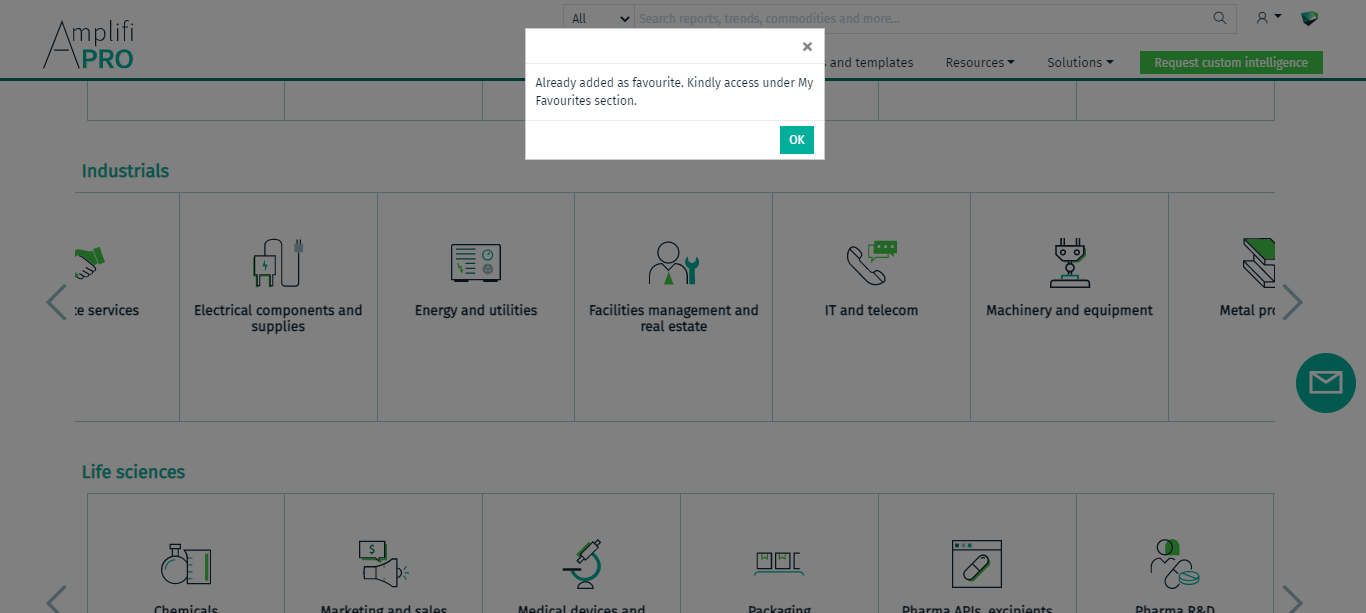 Amplifi
PRO
All
Search reports, trends, commodities and more...
×
and templates
Resources
Solutions
Request custom intelligence
Already added as favourite. Kindly access under My
Favourites section.
OK
Industrials
services
Electrical components and
supplies
Energy and utilities
Facilities management and
real estate
IT and telecom
Machinery and equipment
Metal
Life sciences
$
Chemicals
Marketing and sales
Medical devices and
Packaging
Pharma APIs, excipients
Pharma R&D